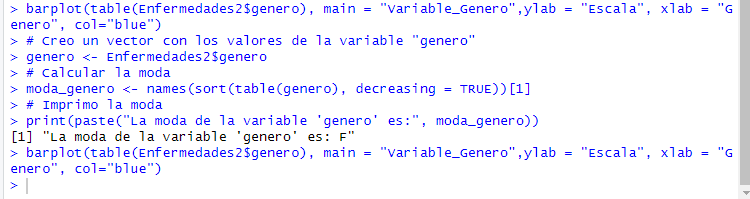 > barplot(table(Enfermedades2$genero), main = "Variable_Genero",ylab = "Escala", xlab = "G
enero", col="blue")
> # Creo un vector con los valores de la variable "genero"
> genero <- Enfermedades2$genero
> # Calcular la moda
> moda_genero <- names(sort(table(genero), decreasing = TRUE))[1]
> # Imprimo la moda
> print(paste("La moda de la variable 'genero' es:", moda_genero))
[1] "La moda de la variable 'genero' es: F"
> barplot(table(Enfermedades2$genero), main = "Variable_Genero",ylab = "Escala", xlab = "G
enero", col="blue")
>